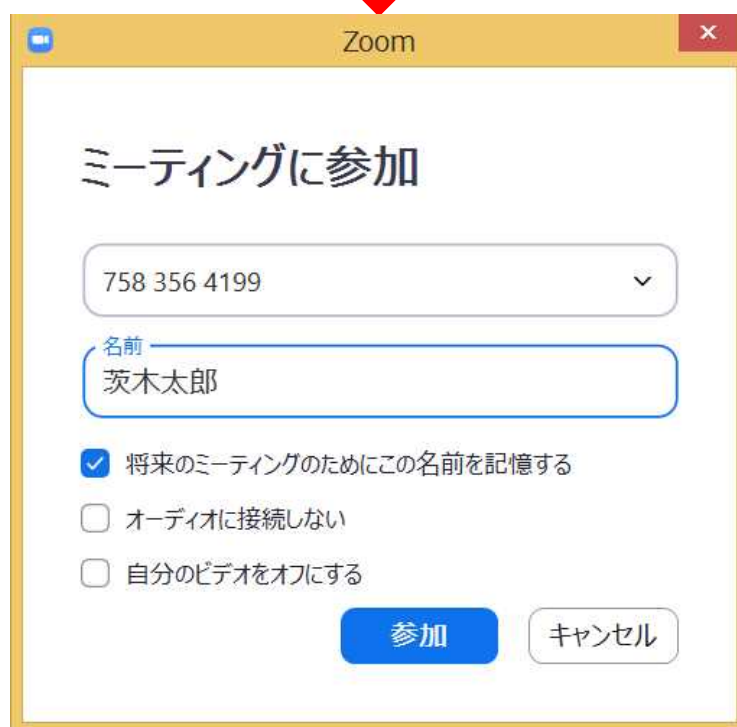 Zoom
ミーティングに参加
758 356 4199
名前
茨木太郎
将来のミーティングのためにこの名前を記憶する
オーディオに接続しない
自分のビデオをオフにする
参加 キャンセル